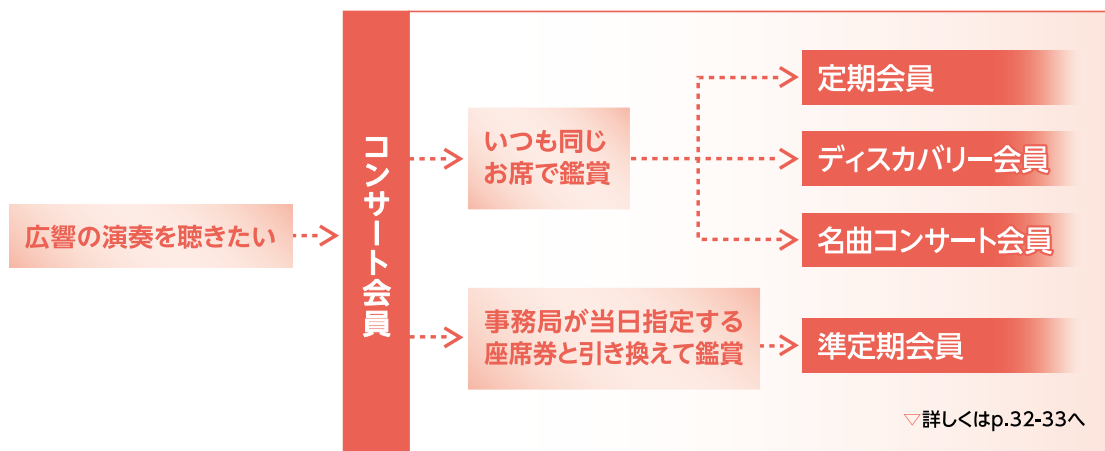 広響の演奏を聴きたい
コンサート会員
いつも同じ
お席で鑑賞
定期会員
ディスカバリー会員
名曲コンサート会員
事務局が当日指定する
座席券と引き換えて鑑賞
準定期会員
▽詳しくはp.32-33へ